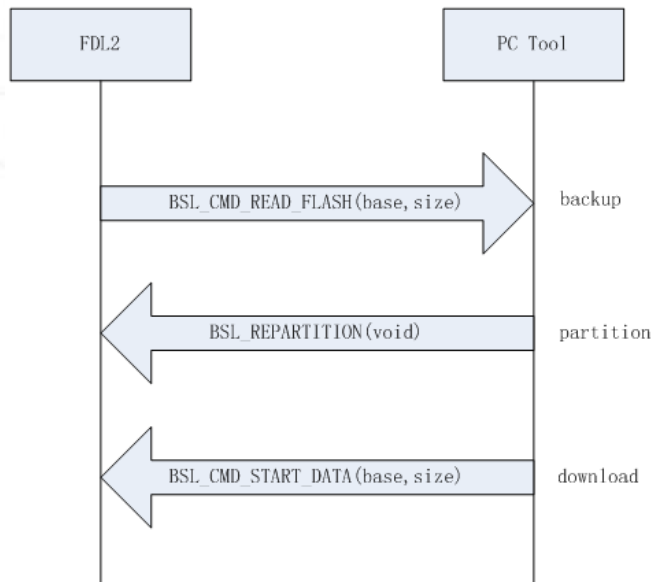 FDL2
PC Tool
BSL_CMD_READ_FLASH(base,size)
backup
BSL_REPARTITION(void)
partition
BSL_CMD_START_DATA(base,size)
download